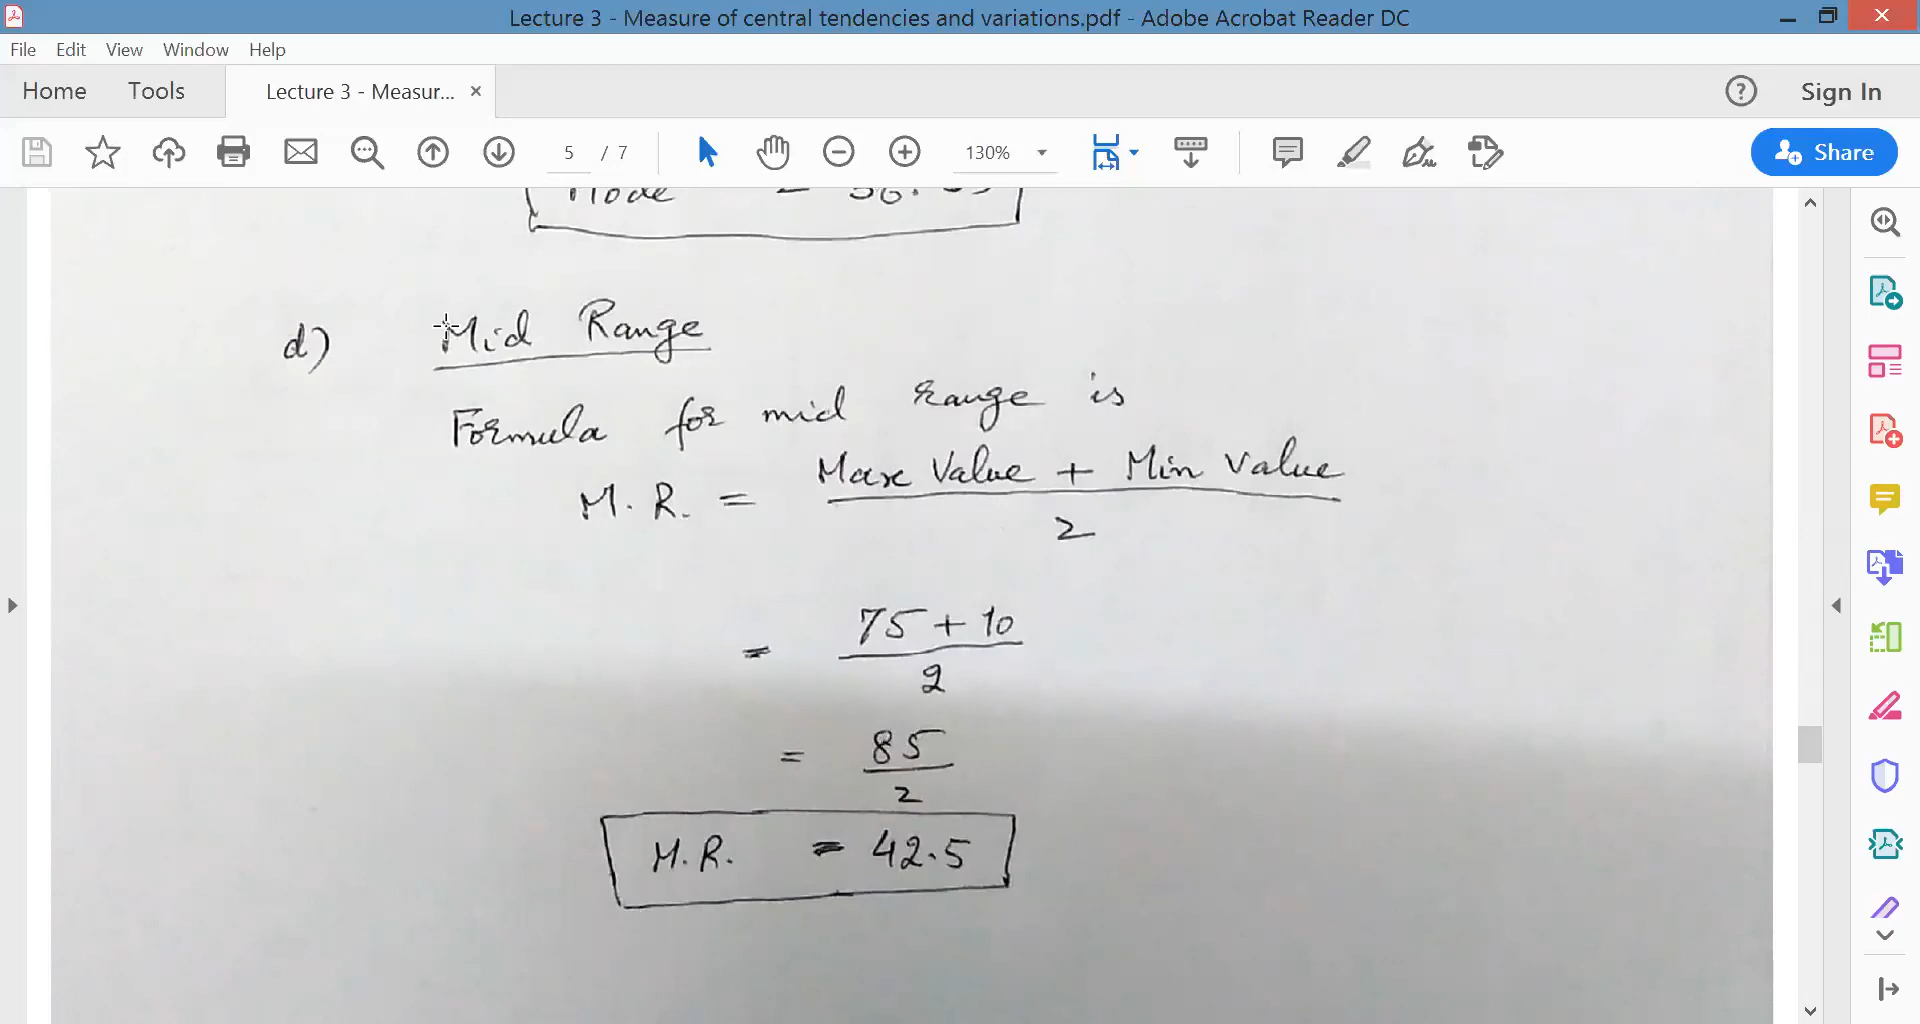 Lecture 3 - Measure of central tendencies and variations.pdf - Adobe Acrobat Reader DC
File Edit View Window Help
Home Tools Lecture 3 - Measur... × Sign In
5 / 7 130% Share
Mode =
d) Mid Range
Formula for mid range is
M.R. = Max Value + Min Value
2
= 75 + 10
2
= 85
2
M.R. = 42.5